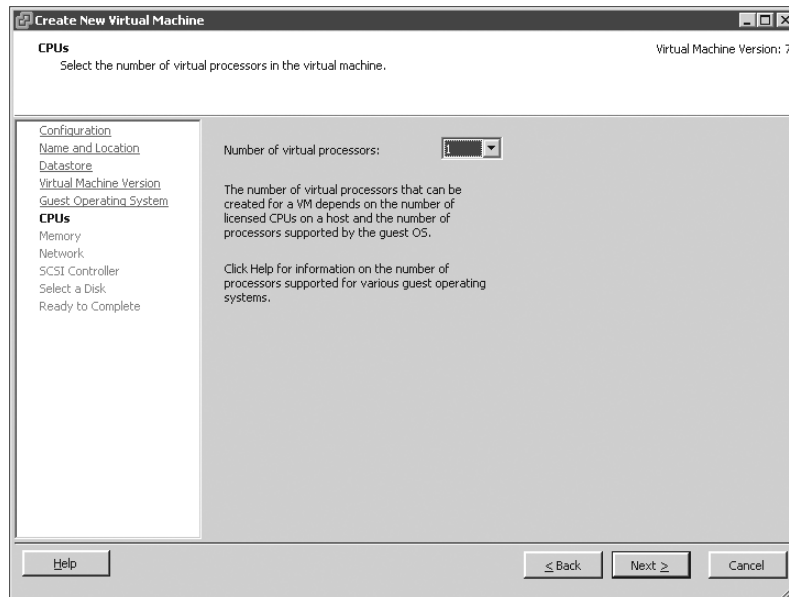 Create New Virtual Machine
CPUs
Select the number of virtual processors in the virtual machine.
Virtual Machine Version: 7
Configuration
Name and Location
Datastore
Virtual Machine Version
Guest Operating System
CPUs
Memory
Network
SCSI Controller
Select a Disk
Ready to Complete
Number of virtual processors:
1
The number of virtual processors that can be
created for a VM depends on the number of
licensed CPUs on a host and the number of
processors supported by the guest OS.
Click Help for information on the number of
processors supported for various guest operating
systems.
Help
< Back
Next >
Cancel